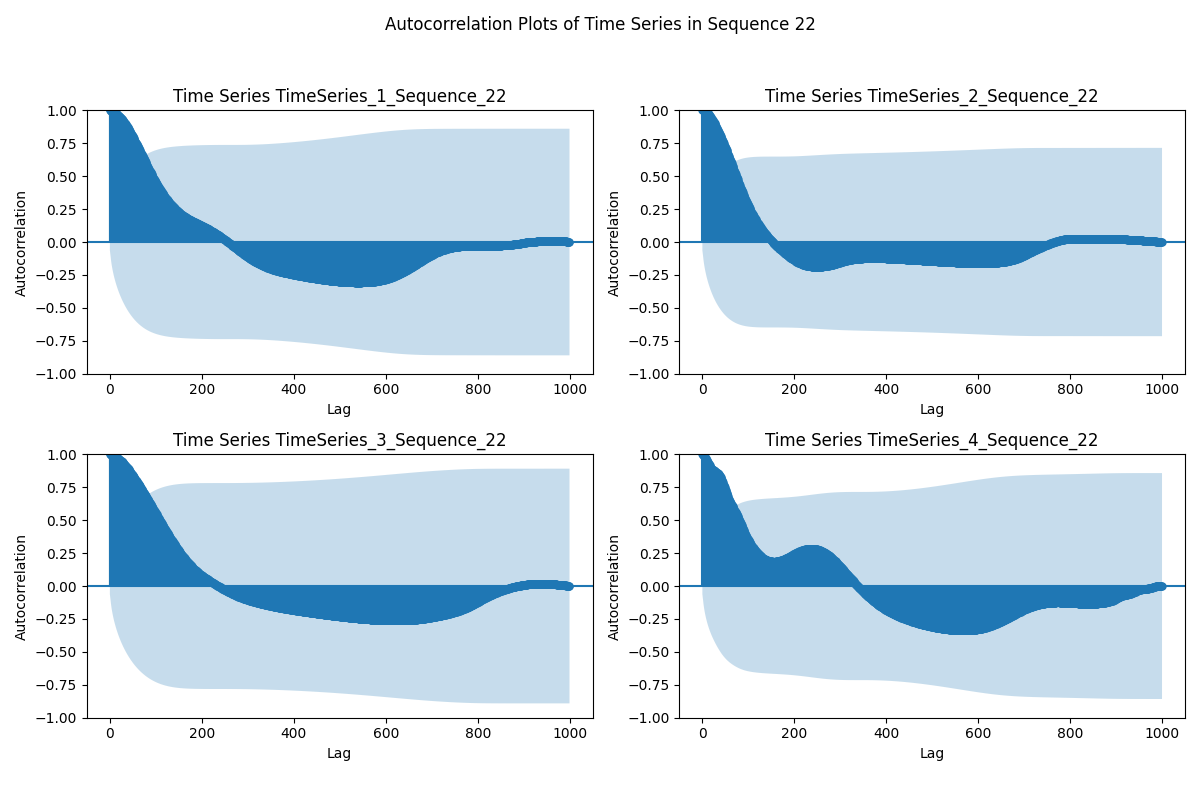 Autocorrelation Plots of Time Series in Sequence 22
Time Series TimeSeries_1_Sequence_22
Autocorrelation
1.00
0.75
0.50
0.25
0.00
−0.25
−0.50
−0.75
−1.00
0 200 400 600 800 1000
Lag
Time Series TimeSeries_2_Sequence_22
Autocorrelation
1.00
0.75
0.50
0.25
0.00
−0.25
−0.50
−0.75
−1.00
0 200 400 600 800 1000
Lag
Time Series TimeSeries_3_Sequence_22
Autocorrelation
1.00
0.75
0.50
0.25
0.00
−0.25
−0.50
−0.75
−1.00
0 200 400 600 800 1000
Lag
Time Series TimeSeries_4_Sequence_22
Autocorrelation
1.00
0.75
0.50
0.25
0.00
−0.25
−0.50
−0.75
−1.00
0 200 400 600 800 1000
Lag